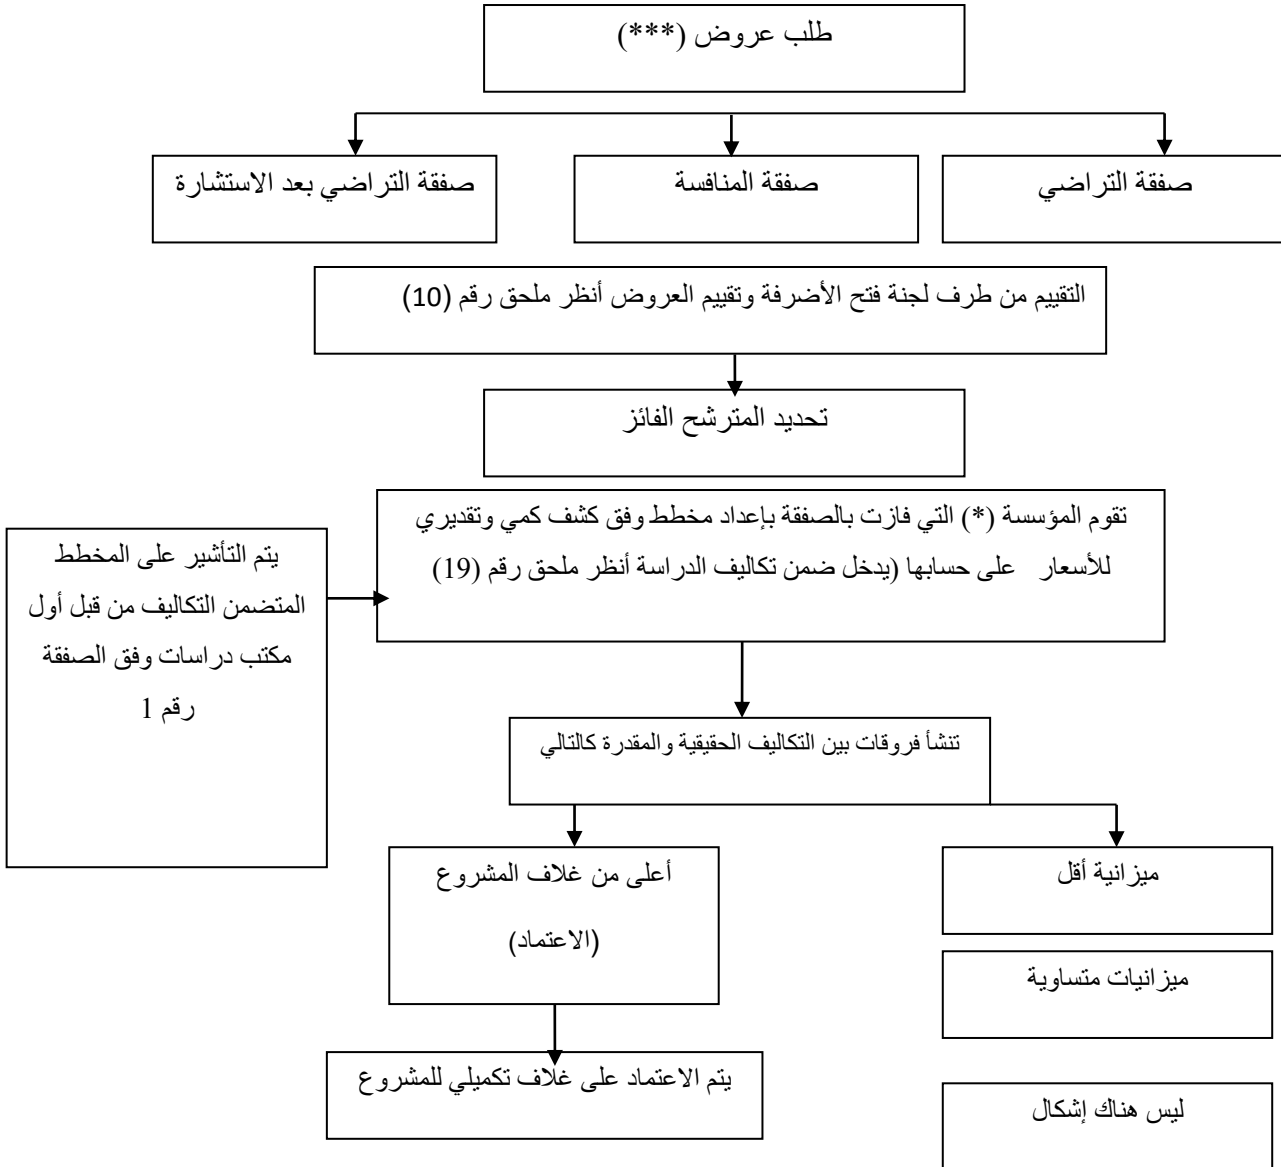 طلب عروض (***)
صفقة التراضي
صفقة المنافسة
صفقة التراضي بعد الاستشارة
التقييم من طرف لجنة فتح الأضرفة وتقييم العروض أنظر ملحق رقم (10)
تحديد المترشح الفائز
تقوم المؤسسة (*) التي فازت بالصفقة بإعداد مخطط وفق كشف كمي وتقديري
للأسعار على حسابها (يدخل ضمن تكاليف الدراسة أنظر ملحق رقم (19)
يتم التأشير على المخطط
المتضمن التكاليف من قبل أول
مكتب دراسات وفق الصفقة
رقم 1
تنشأ فروقات بين التكاليف الحقيقية والمقدرة كالتالي
ميزانية أقل
أعلى من غلاف المشروع
(الاعتماد)
ميزانيات متساوية
يتم الاعتماد على غلاف تكميلي للمشروع
ليس هناك إشكال